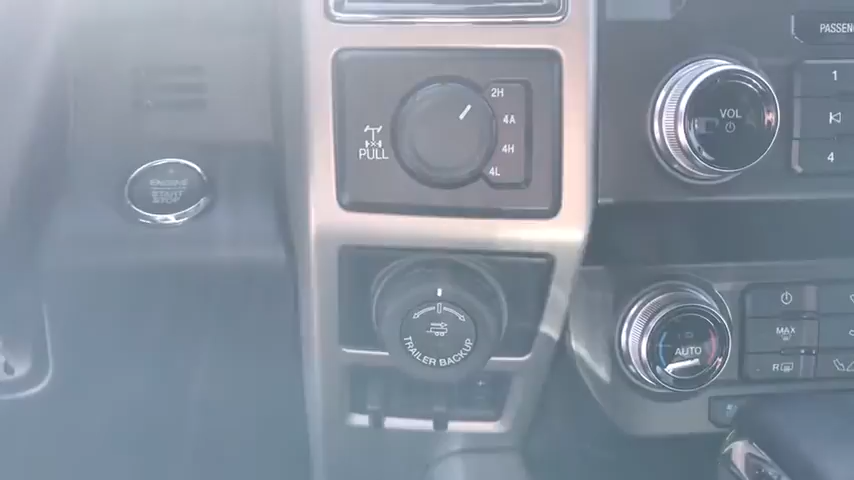 ENGINE
START
STOP
2H
4A
4H
4L
PULL
TRAILER BACKUP
VOL
PASSEN
1
4
AUTO
MAX
R